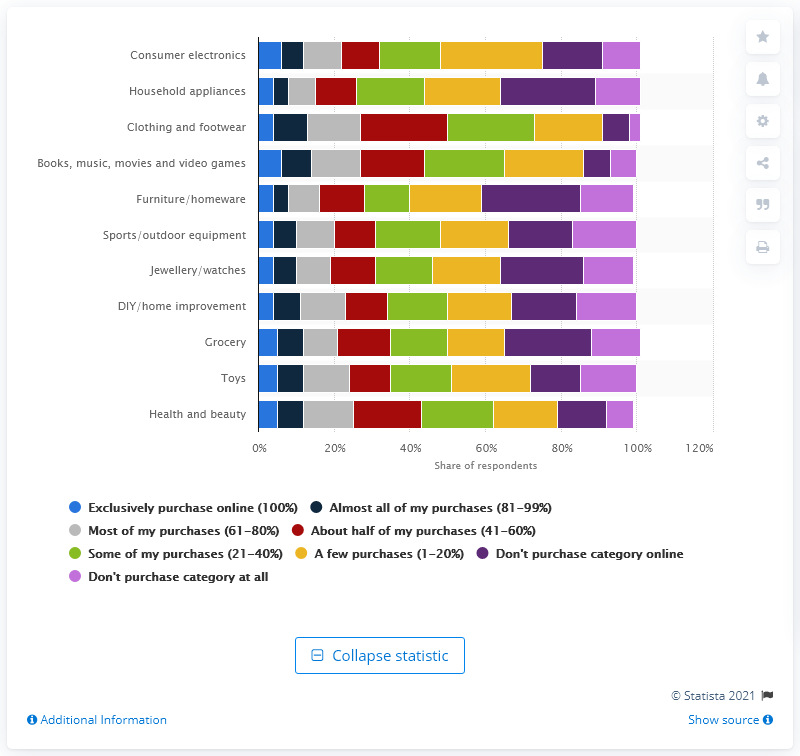 Consumer electronics
Household appliances
Clothing and footwear
Books, music, movies and video games
Furniture/homeware
Sports/outdoor equipment
Jewellery/watches
DIY/home improvement
Grocery
Toys
Health and beauty
0% 20% 40% 60% 80% 100% 120%
Share of respondents
Exclusively purchase online (100%) Almost all of my purchases (81-99%)
Most of my purchases (61-80%) About half of my purchases (41-60%)
Some of my purchases (21-40%) A few purchases (1-20%) Don't purchase category online
Don't purchase category at all
Collapse statistic
© Statista 2021
Additional Information Show source